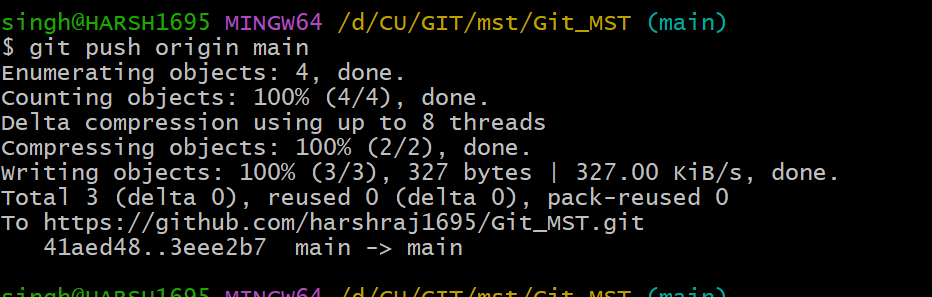 singh@HARSH1695 MINGW64 /d/CU/GIT/mst/Git_MST (main)
$ git push origin main
Enumerating objects: 4, done.
Counting objects: 100% (4/4), done.
Delta compression using up to 8 threads
Compressing objects: 100% (2/2), done.
Writing objects: 100% (3/3), 327 bytes | 327.00 KiB/s, done.
Total 3 (delta 0), reused 0 (delta 0), pack-reused 0
To https://github.com/harshraj1695/Git_MST.git
   41aed48..3eee2b7  main -> main
singh@HARSH1695 MINGW64 /d/CU/GIT/mst/Git_MST (main)